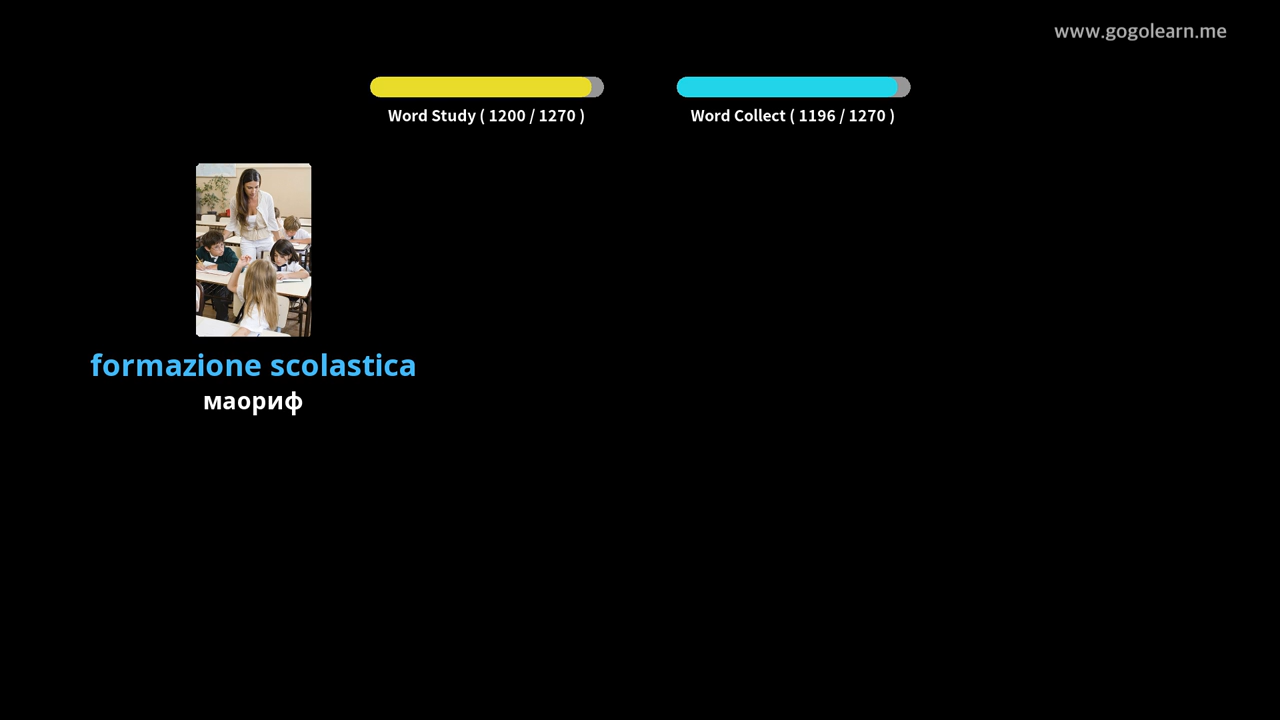 www.gogolearn.me
Word Study ( 1200 / 1270 )
Word Collect ( 1196 / 1270 )
formazione scolastica
маориф